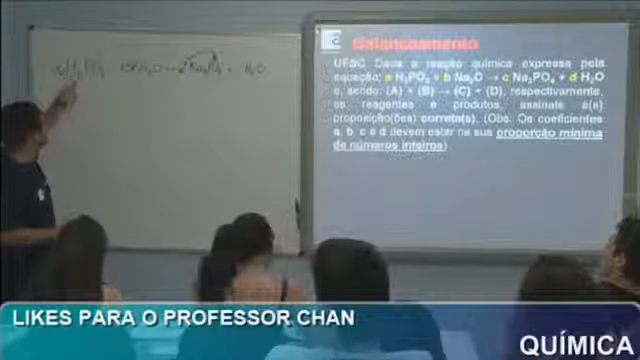 Balanceamento
UFSC Dada a reação química expressa pela
equação: a H₃PO₄ + b Na₂O → c Na₃PO₄ + d H₂O
e, sendo: (A) + (B) → (C) + (D), respectivamente,
os reagentes e produtos, assinale a(s)
proposição(ões) correta(s). (Obs. Os coeficientes
a, b, c e d devem estar na sua proporção mínima
de números inteiros)
LIKES PARA O PROFESSOR CHAN
QUÍMICA